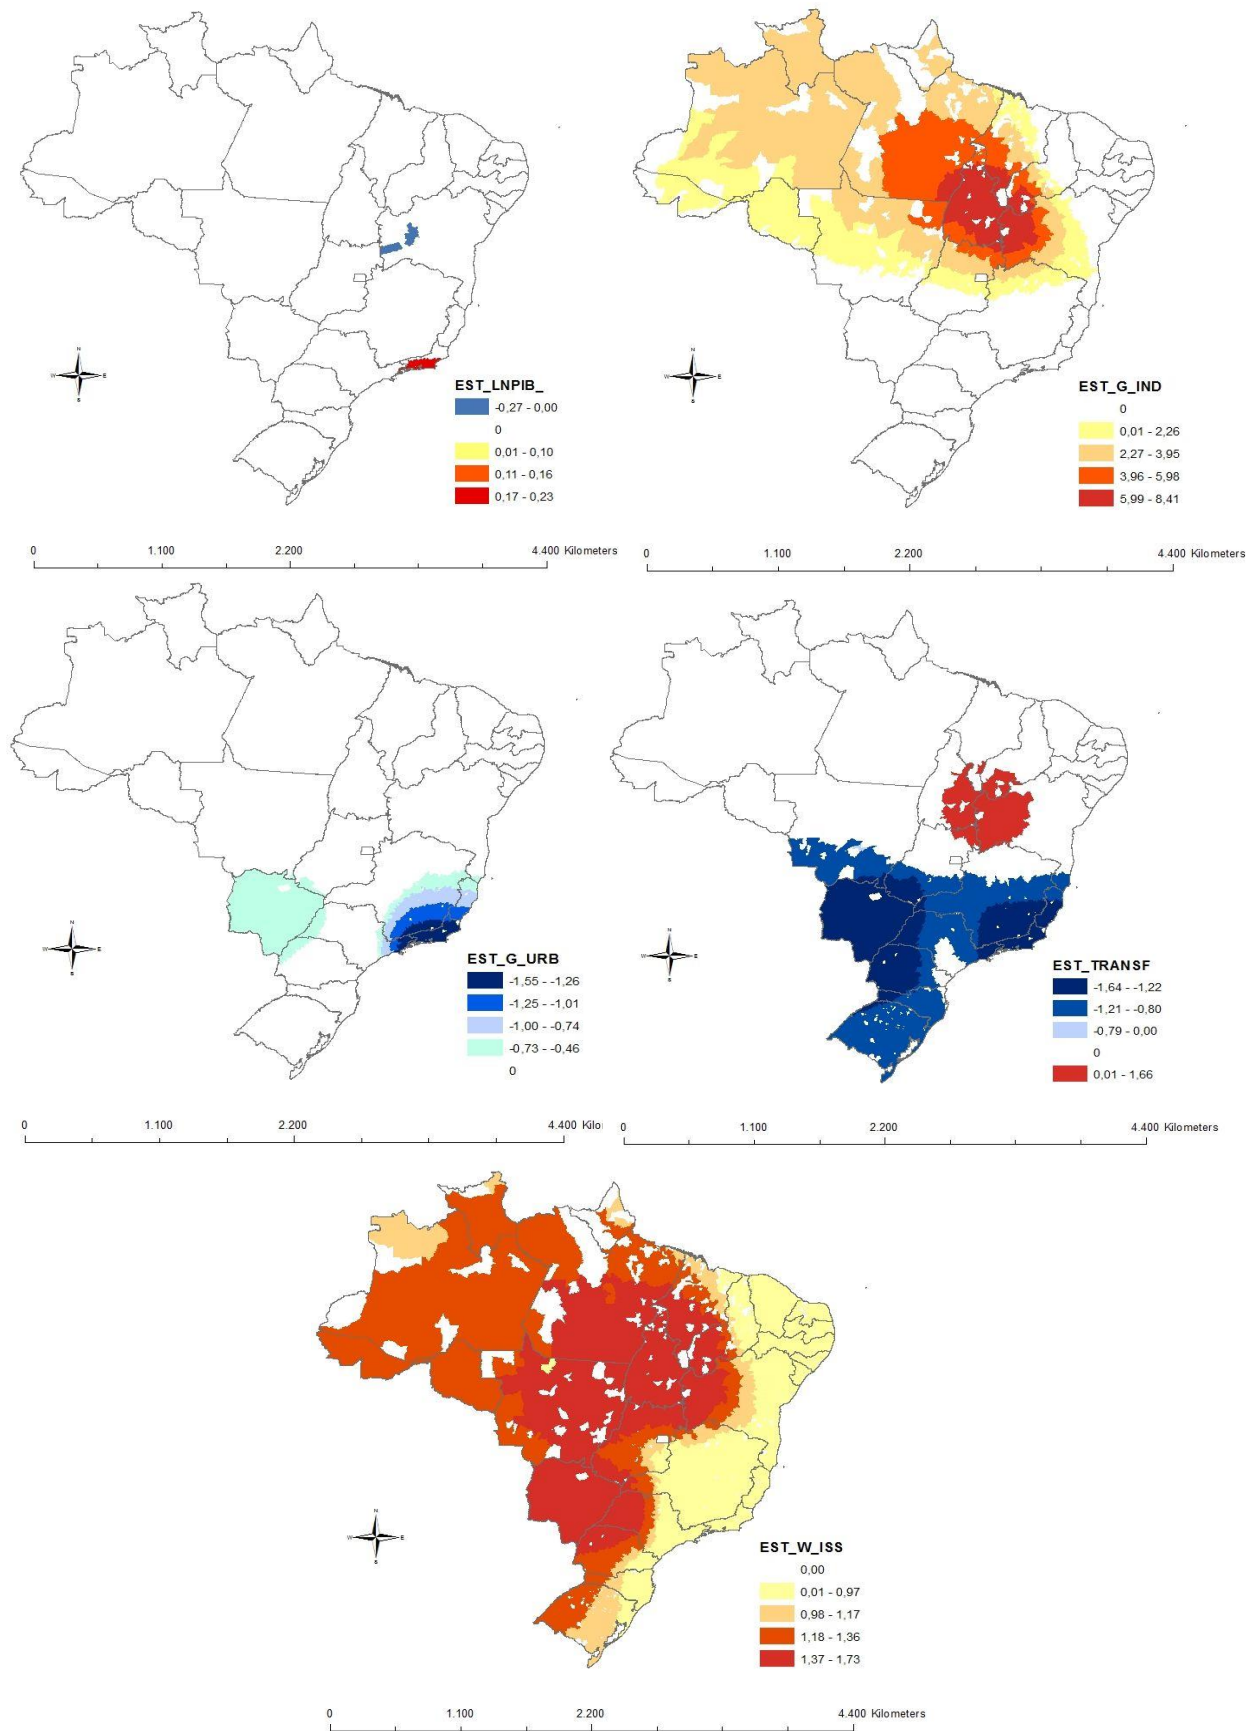 N
W E
S
EST_LNPIB_
-0,27 - 0,00
0
0,01 - 0,10
0,11 - 0,16
0,17 - 0,23
0 1.100 2.200 4.400 Kilometers
N
W E
S
EST_G_IND
0
0,01 - 2,26
2,27 - 3,95
3,96 - 5,98
5,99 - 8,41
0 1.100 2.200 4.400 Kilometers
N
W E
S
EST_G_URB
-1,55 - -1,26
-1,25 - -1,01
-1,00 - -0,74
-0,73 - -0,46
0
0 1.100 2.200 4.400 Kilo
N
W E
S
EST_TRANSF
-1,64 - -1,22
-1,21 - -0,80
-0,79 - 0,00
0
0,01 - 1,66
0 1.100 2.200 4.400 Kilometers
N
W E
S
EST_W_ISS
0,00
0,01 - 0,97
0,98 - 1,17
1,18 - 1,36
1,37 - 1,73
0 1.100 2.200 4.400 Kilometers